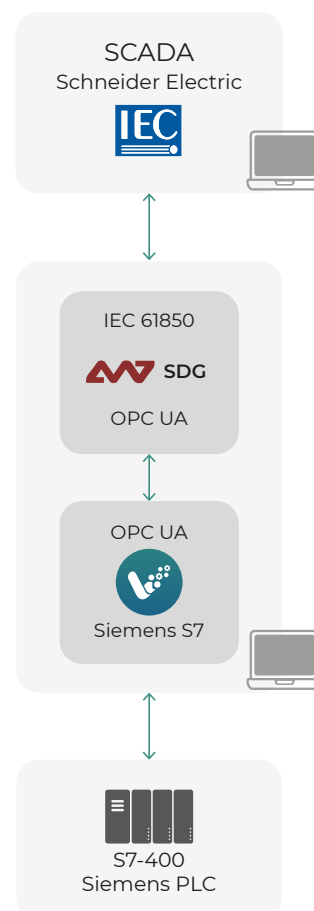 SCADA
Schneider Electric
IEC
IEC 61850
SDG
OPC UA
OPC UA
Siemens S7
S7-400
Siemens PLC